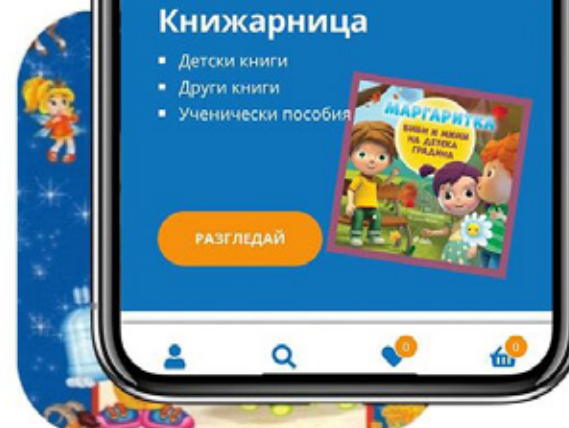 Книжарница
Детски книги
Други книги
Ученически пособия
МАРГАРИТКА
БИБИ И МИМИ
НА ДЕТСКА
ГРАДИНА
РАЗГЛЕДАЙ
0
0